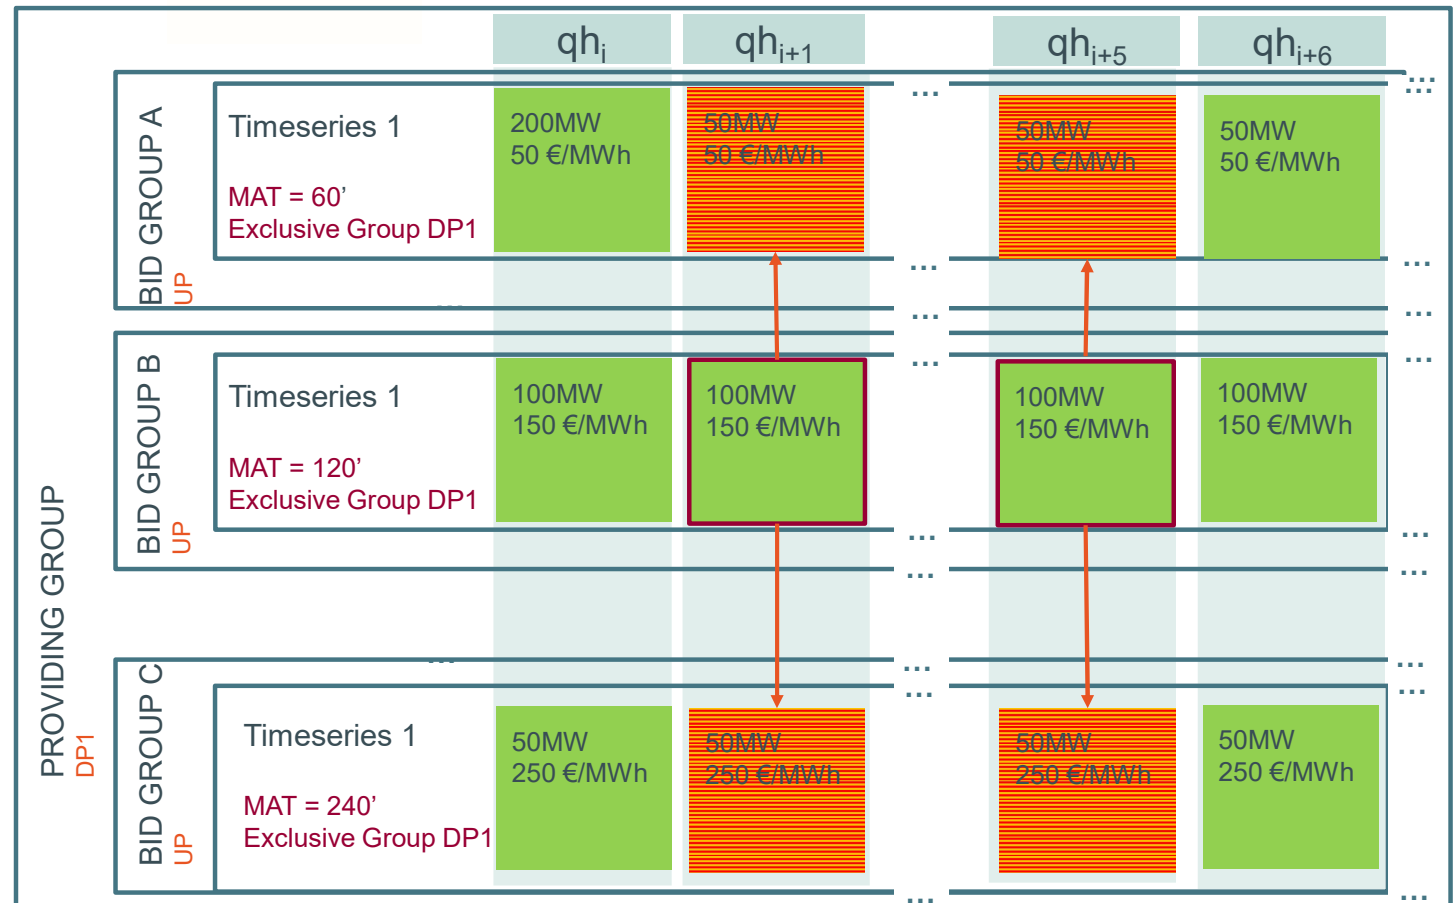 qhi
qhi+1
qhi+5
qhi+6
PROVIDING GROUP
DP1
BID GROUP A
UP
Timeseries 1
MAT = 60’
Exclusive Group DP1
200MW
50 €/MWh
50MW
50 €/MWh
...
50MW
50 €/MWh
50MW
50 €/MWh
...
...
...
...
...
...
...
BID GROUP B
UP
Timeseries 1
MAT = 120’
Exclusive Group DP1
100MW
150 €/MWh
100MW
150 €/MWh
...
100MW
150 €/MWh
100MW
150 €/MWh
...
...
...
...
...
BID GROUP C
UP
...
...
...
Timeseries 1
MAT = 240’
Exclusive Group DP1
50MW
250 €/MWh
50MW
250 €/MWh
...
50MW
250 €/MWh
50MW
250 €/MWh
...
...
...